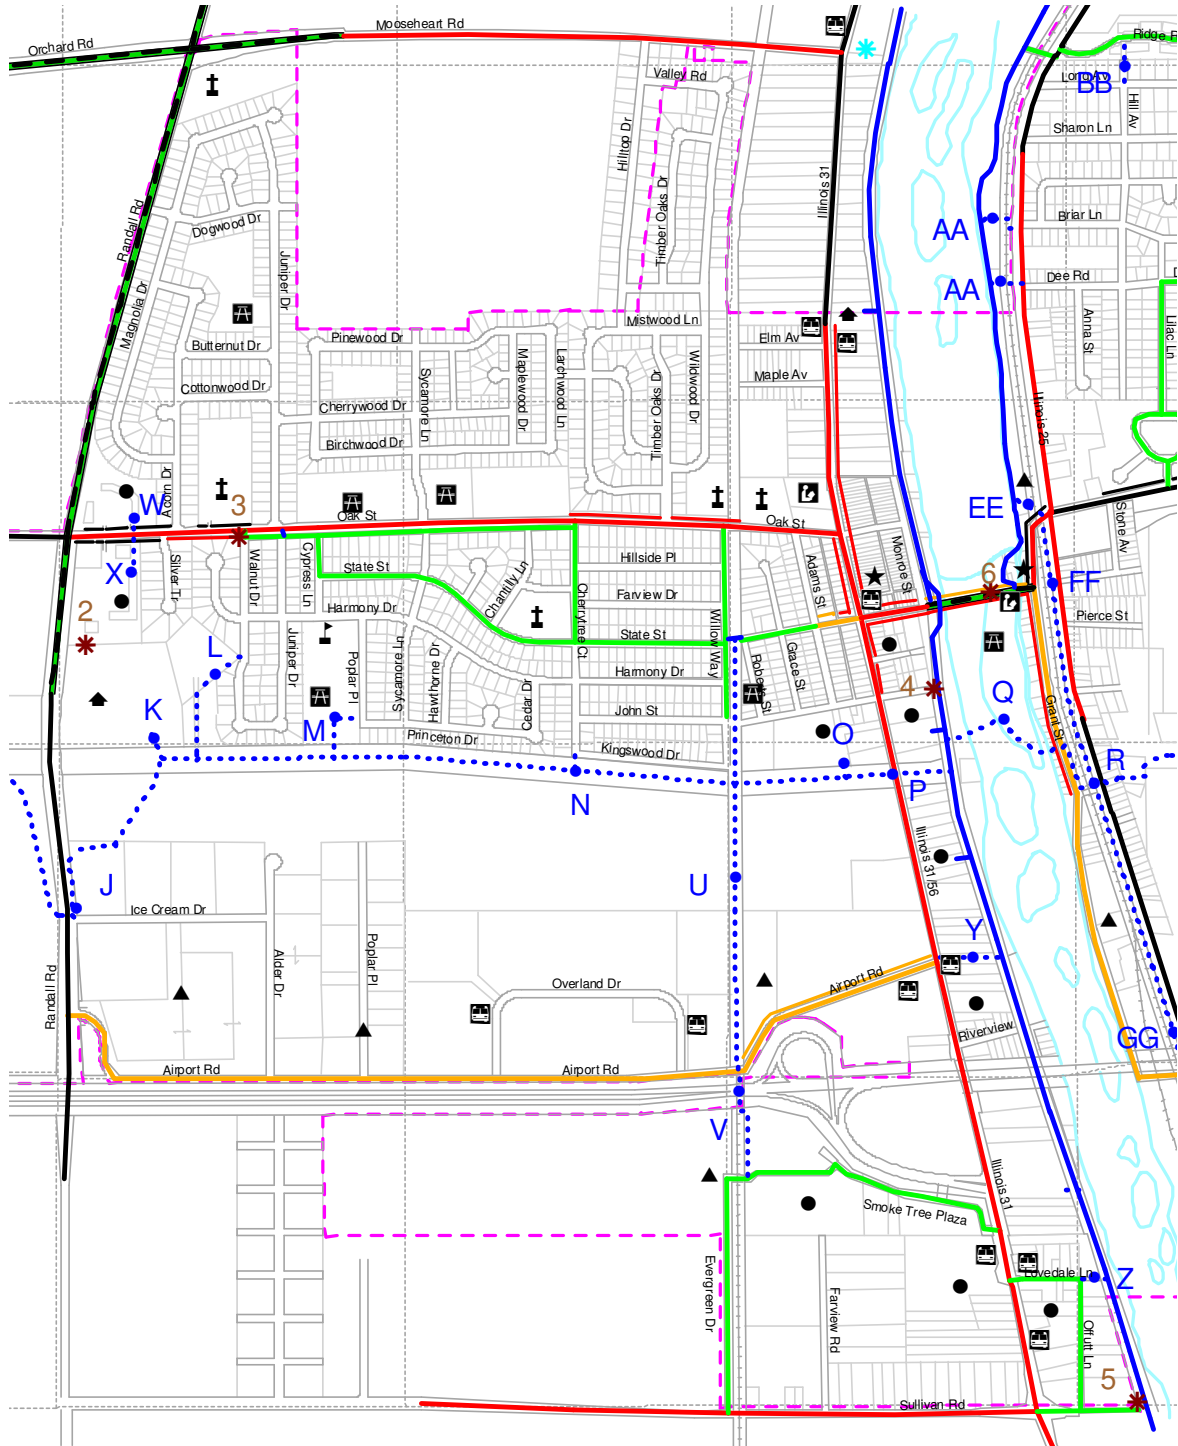 Mooseheart Rd
Orchard Rd
Ridge R
Valley Rd
Long Av
BB
Hill Av
Sharon Ln
Hilltop Dr
Illinois 31
Timber Oaks Dr
Randall Rd
Dogwood Dr
Briar Ln
AA
Juniper Dr
Dee Rd
D
AA
Magnolia Dr
Mistwood Ln
Anna St
Lilac Ln
Pinewood Dr
Elm Av
Butternut Dr
Sycamore Ln
Maplewood Dr
Larchwood Ln
Wildwood Dr
Timber Oaks Dr
Maple Av
Cottonwood Dr
Cherrywood Dr
Illinois 25
Birchwood Dr
Acorn Dr
W
3
Oak St
Oak St
EE
Stone Av
Silver Tr
Walnut Dr
Cypress Ln
State St
Chantilly Ln
Hillside Pl
Adams St
Monroe St
X
6
FF
Farview Dr
2
Harmony Dr
Cherrytree Ct
State St
Willow Way
Pierce St
L
Juniper Dr
Poplar Pl
Sycamore Ln
Hawthorne Dr
Harmony Dr
Roberts St
Grace St
4
Cedar Dr
John St
K
M
Princeton Dr
Kingswood Dr
O
Q
Grant St
N
P
R
Illinois 31/56
J
U
Ice Cream Dr
Y
Randall Rd
Alder Dr
Poplar Pl
Overland Dr
Airport Rd
Riverview
GG
Airport Rd
Airport Rd
V
Illinois 31
Smoke Tree Plaza
Evergreen Dr
Farview Rd
Lovedale Ln
Z
Offutt Ln
5
Sullivan Rd